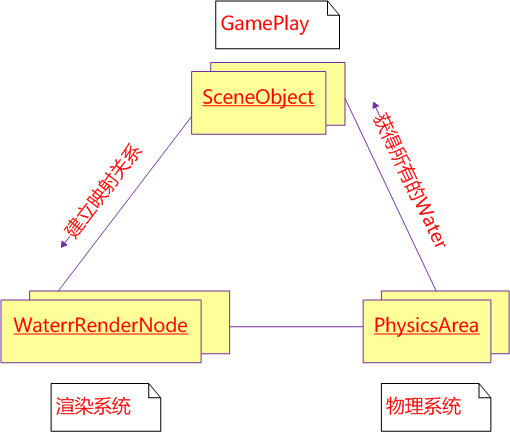 GamePlay
SceneObject
建立映射关系
获得所有的Water
WaterrRenderNode
PhysicsArea
渲染系统
物理系统